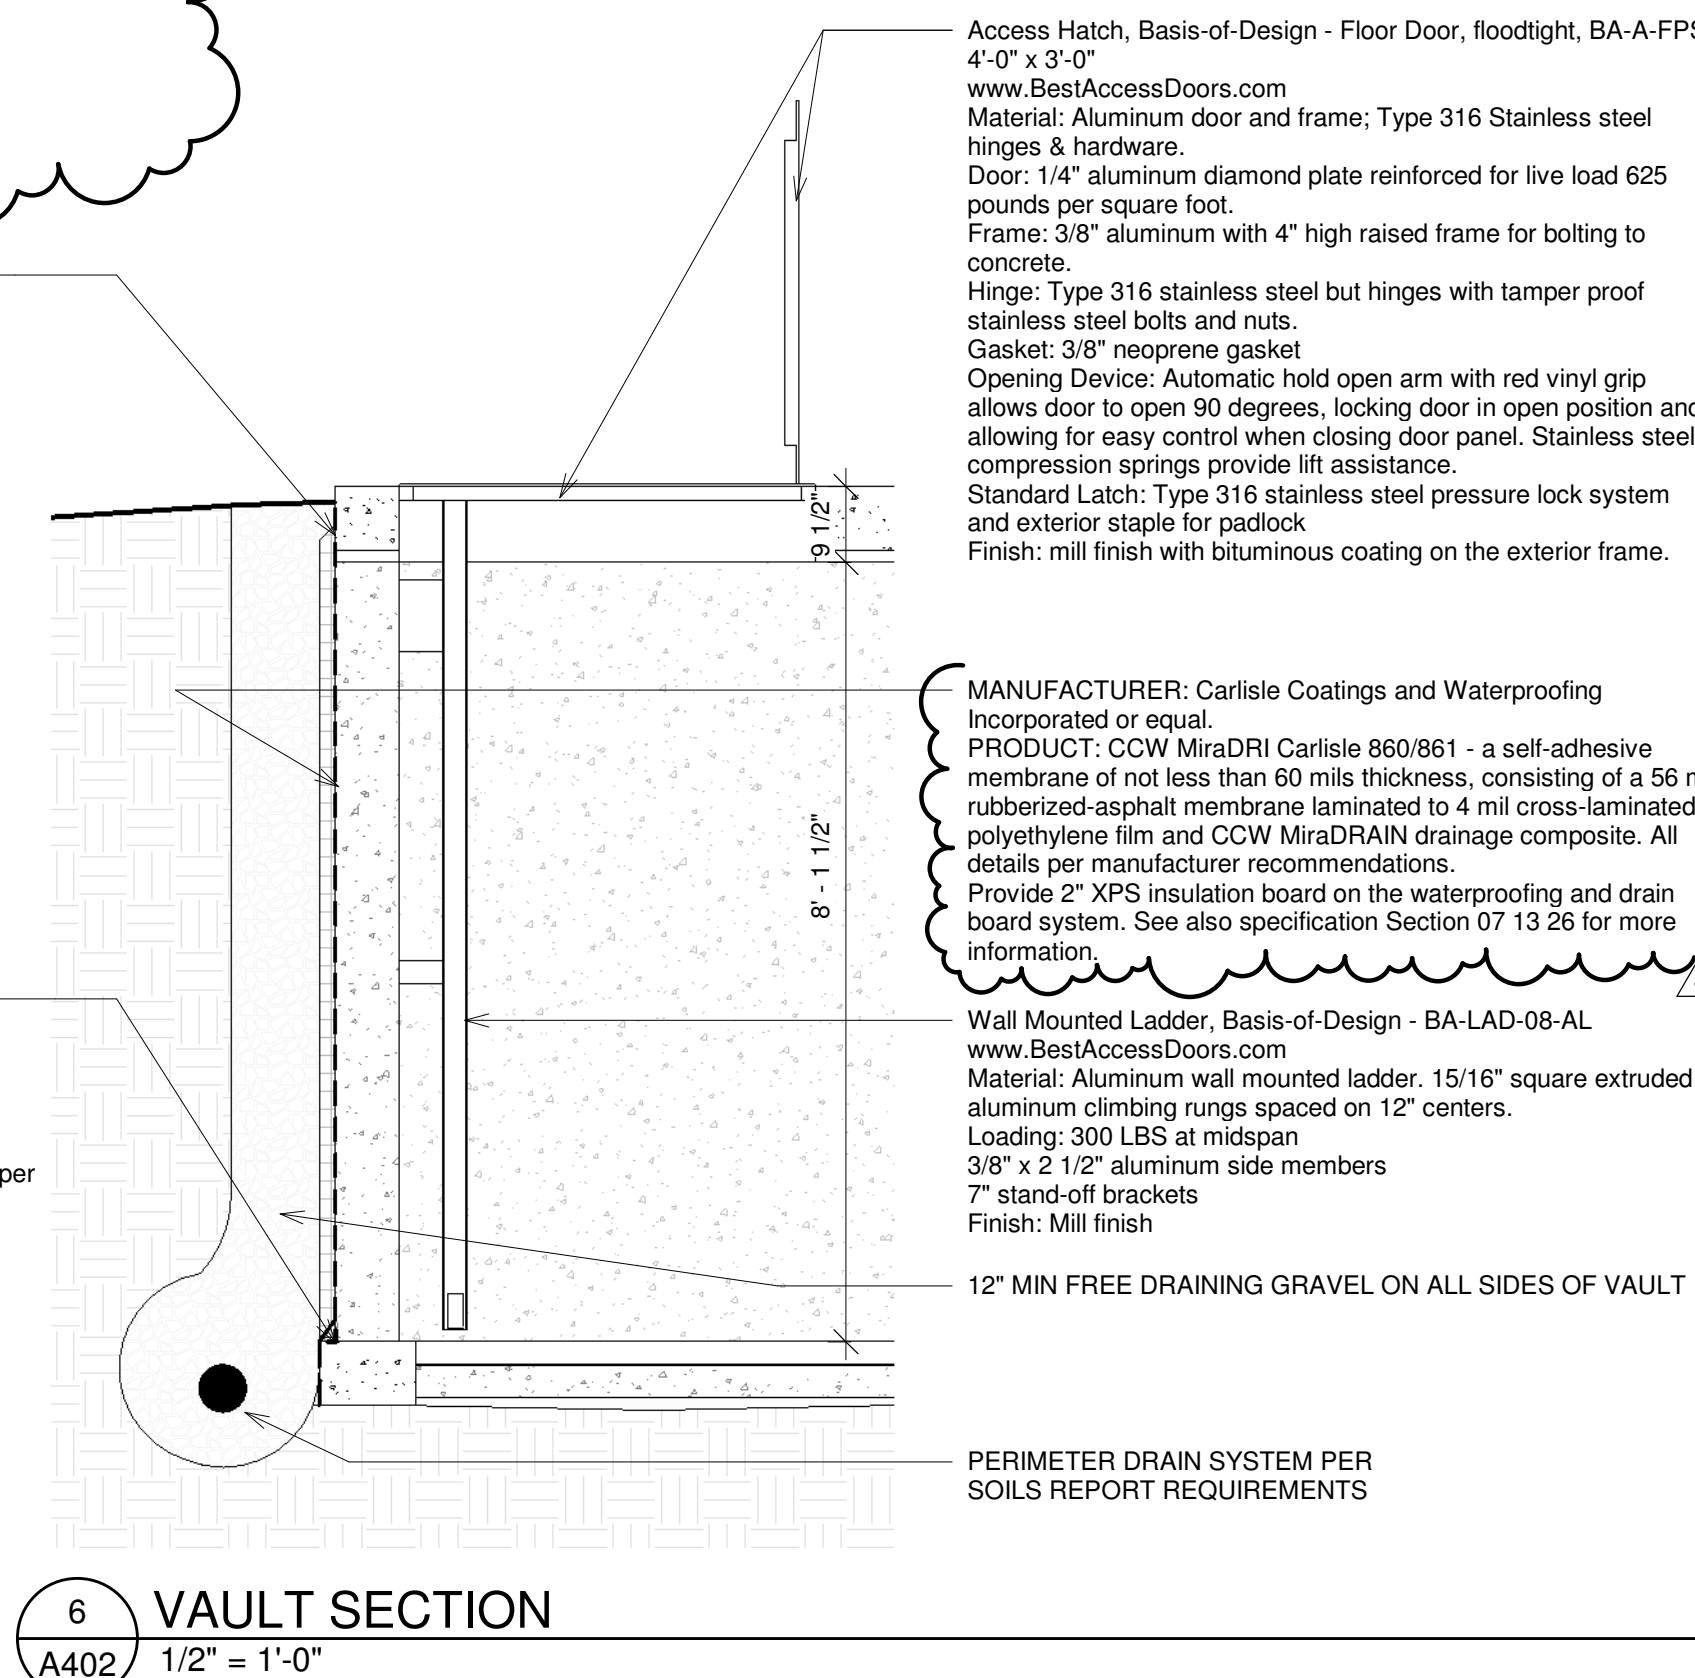 Access Hatch, Basis-of-Design - Floor Door, floodtight, BA-A-FPS
4'-0" x 3'-0"
www.BestAccessDoors.com
Material: Aluminum door and frame; Type 316 Stainless steel
hinges & hardware.
Door: 1/4" aluminum diamond plate reinforced for live load 625
pounds per square foot.
Frame: 3/8" aluminum with 4" high raised frame for bolting to
concrete.
Hinge: Type 316 stainless steel but hinges with tamper proof
stainless steel bolts and nuts.
Gasket: 3/8" neoprene gasket
Opening Device: Automatic hold open arm with red vinyl grip
allows door to open 90 degrees, locking door in open position and
allowing for easy control when closing door panel. Stainless steel
compression springs provide lift assistance.
Standard Latch: Type 316 stainless steel pressure lock system
and exterior staple for padlock
Finish: mill finish with bituminous coating on the exterior frame.
9 1/2"
MANUFACTURER: Carlisle Coatings and Waterproofing
Incorporated or equal.
PRODUCT: CCW MiraDRI Carlisle 860/861 - a self-adhesive
membrane of not less than 60 mils thickness, consisting of a 56
rubberized-asphalt membrane laminated to 4 mil cross-laminated
polyethylene film and CCW MiraDRAIN drainage composite. All
details per manufacturer recommendations.
Provide 2" XPS insulation board on the waterproofing and drain
board system. See also specification Section 07 13 26 for more
information.
8' - 1 1/2"
Wall Mounted Ladder, Basis-of-Design - BA-LAD-08-AL
www.BestAccessDoors.com
Material: Aluminum wall mounted ladder. 15/16" square extruded
aluminum climbing rungs spaced on 12" centers.
Loading: 300 LBS at midspan
3/8" x 2 1/2" aluminum side members
7" stand-off brackets
Finish: Mill finish
per
12" MIN FREE DRAINING GRAVEL ON ALL SIDES OF VAULT
PERIMETER DRAIN SYSTEM PER
SOILS REPORT REQUIREMENTS
6
VAULT SECTION
A402
1/2" = 1'-0"